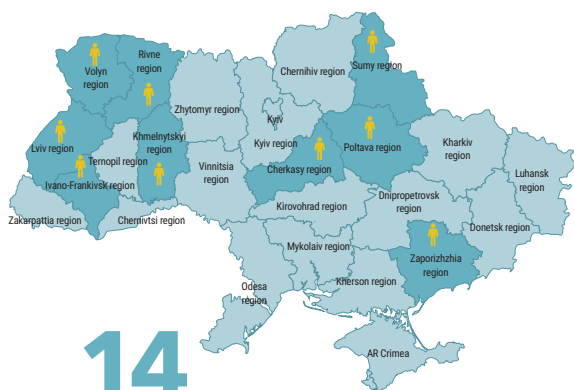 Volyn
region
Rivne
region
Zhytomyr region
Kyiv
Kyiv region
Chernihiv region
Sumy region
Lviv region
Ternopil region
Khmelnytskyi
region
Vinnitsia
region
Cherkasy region
Poltava region
Kharkiv
region
Luhansk
region
Ivano-Frankivsk region
Zakarpattia region
Chernivtsi region
Kirovohrad region
Dnipropetrovsk
region
Donetsk region
Mykolaiv region
Zaporizhzhia
region
Odesa
region
Kherson region
AR Crimea
14